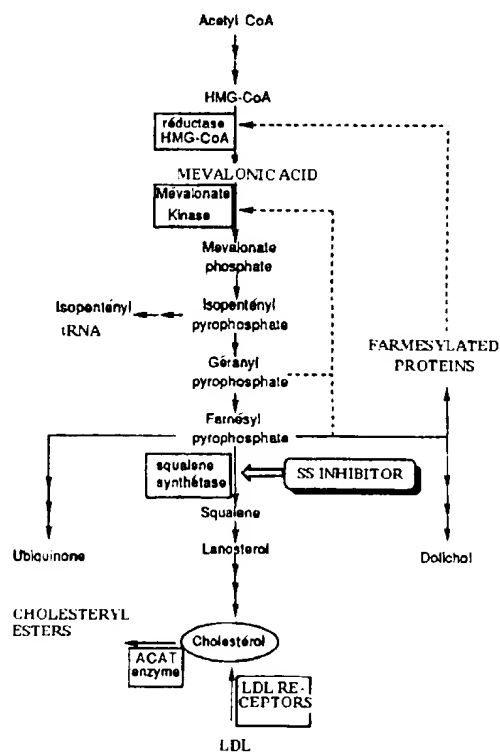 Acetyl CoA
HMG-CoA
réductase
HMG-CoA
MEVALONIC ACID
Mévalonate
Kinase
Mevalonate
phosphate
Isopentényl
tRNA
Isopentényl
pyrophosphate
Géranyl
pyrophosphate
FARMESYLATED
PROTEINS
Farnésyl
pyrophosphate
squalene
synthétase
SS INHIBITOR
Squalene
Ubiquinone
Lanosterol
Dolichol
CHOLESTERYL
ESTERS
Cholestérol
ACAT
enzyme
LDL RE-
CEPTORS
LDL